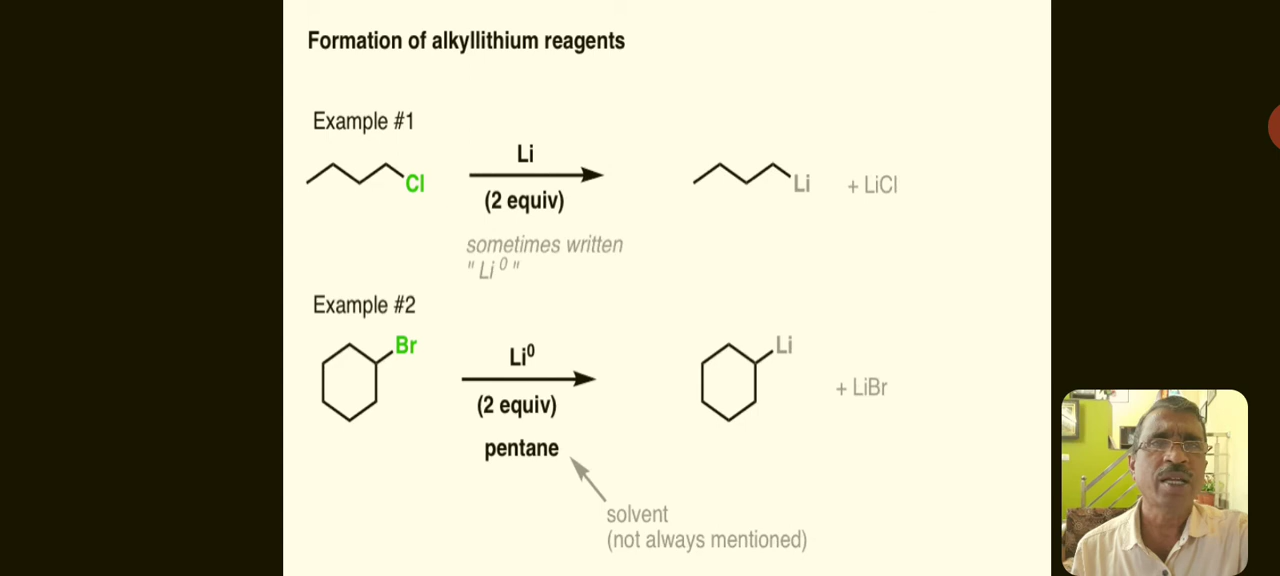 Formation of alkyllithium reagents
Example #1
Cl
Li
(2 equiv)
Li
+ LiCl
sometimes written
" Li⁰ "
Example #2
Br
Li⁰
(2 equiv)
pentane
Li
+ LiBr
solvent
(not always mentioned)